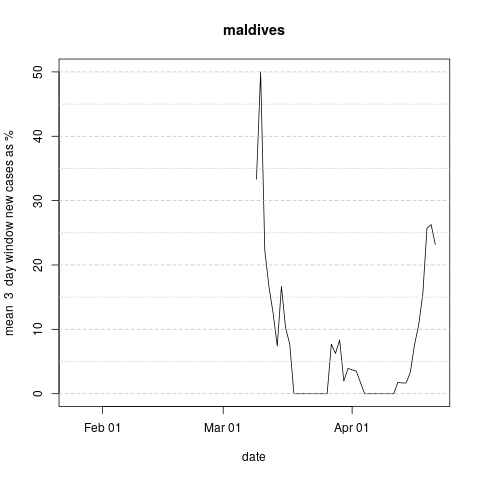 maldives
mean  3  day window new cases as %
50
40
30
20
10
0
Feb 01
Mar 01
Apr 01
date